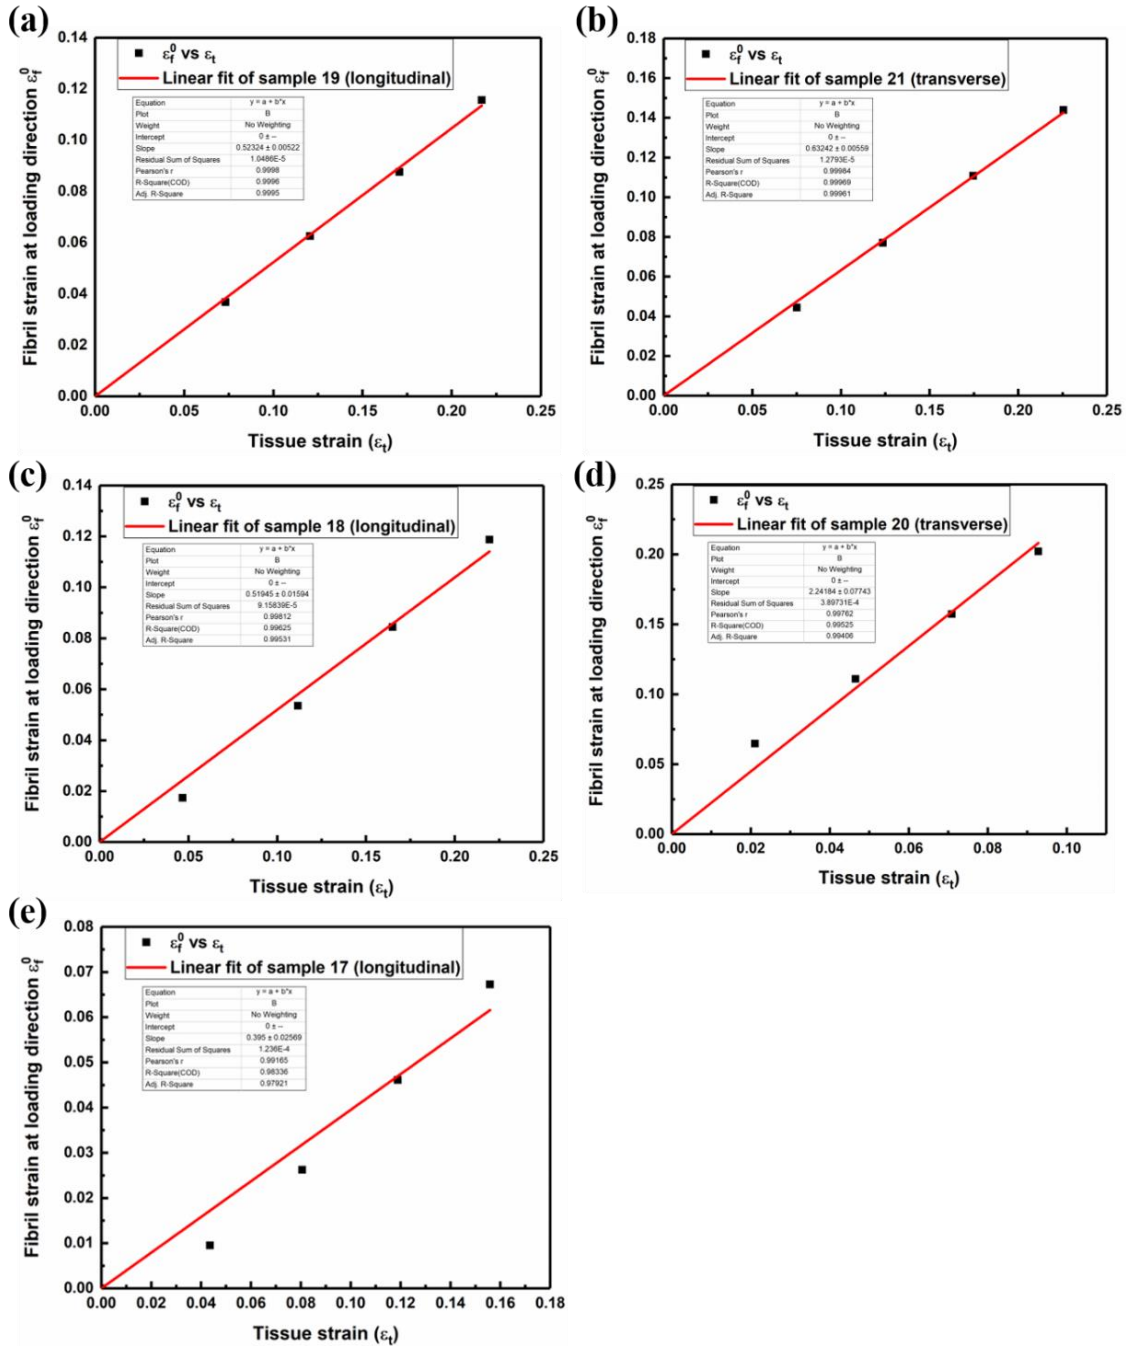 (a)
Fibril strain at loading direction ε_f^0
0.14
0.12
0.10
0.08
0.06
0.04
0.02
0.00
ε_f^0 vs ε_t
Linear fit of sample 19 (longitudinal)
Equation y = a + b*x
Plot B
Weight No Weighting
Intercept 0 ± --
Slope 0.52324 ± 0.00522
Residual Sum of Squares 1.0486E-5
Pearson's r 0.9998
R-Square(COD) 0.9996
Adj. R-Square 0.9995
0.00 0.05 0.10 0.15 0.20 0.25
Tissue strain (ε_t)
(b)
Fibril strain at loading direction ε_f^0
0.18
0.16
0.14
0.12
0.10
0.08
0.06
0.04
0.02
0.00
ε_f^0 vs ε_t
Linear fit of sample 21 (transverse)
Equation y = a + b*x
Plot B
Weight No Weighting
Intercept 0 ± --
Slope 0.63242 ± 0.00559
Residual Sum of Squares 1.2793E-5
Pearson's r 0.99984
R-Square(COD) 0.99969
Adj. R-Square 0.99961
0.00 0.05 0.10 0.15 0.20 0.25
Tissue strain (ε_t)
(c)
Fibril strain at loading direction ε_f^0
0.14
0.12
0.10
0.08
0.06
0.04
0.02
0.00
ε_f^0 vs ε_t
Linear fit of sample 18 (longitudinal)
Equation y = a + b*x
Plot B
Weight No Weighting
Intercept 0 ± --
Slope 0.51945 ± 0.01594
Residual Sum of Squares 9.15839E-5
Pearson's r 0.99812
R-Square(COD) 0.99625
Adj. R-Square 0.99531
0.00 0.05 0.10 0.15 0.20 0.25
Tissue strain (ε_t)
(d)
Fibril strain at loading direction ε_f^0
0.25
0.20
0.15
0.10
0.05
0.00
ε_f^0 vs ε_t
Linear fit of sample 20 (transverse)
Equation y = a + b*x
Plot B
Weight No Weighting
Intercept 0 ± --
Slope 2.24184 ± 0.07743
Residual Sum of Squares 3.89731E-4
Pearson's r 0.99762
R-Square(COD) 0.99525
Adj. R-Square 0.99406
0.00 0.02 0.04 0.06 0.08 0.10
Tissue strain (ε_t)
(e)
Fibril strain at loading direction ε_f^0
0.08
0.07
0.06
0.05
0.04
0.03
0.02
0.01
0.00
ε_f^0 vs ε_t
Linear fit of sample 17 (longitudinal)
Equation y = a + b*x
Plot B
Weight No Weighting
Intercept 0 ± --
Slope 0.395 ± 0.02569
Residual Sum of Squares 1.236E-4
Pearson's r 0.99165
R-Square(COD) 0.98336
Adj. R-Square 0.97921
0.00 0.02 0.04 0.06 0.08 0.10 0.12 0.14 0.16 0.18
Tissue strain (ε_t)